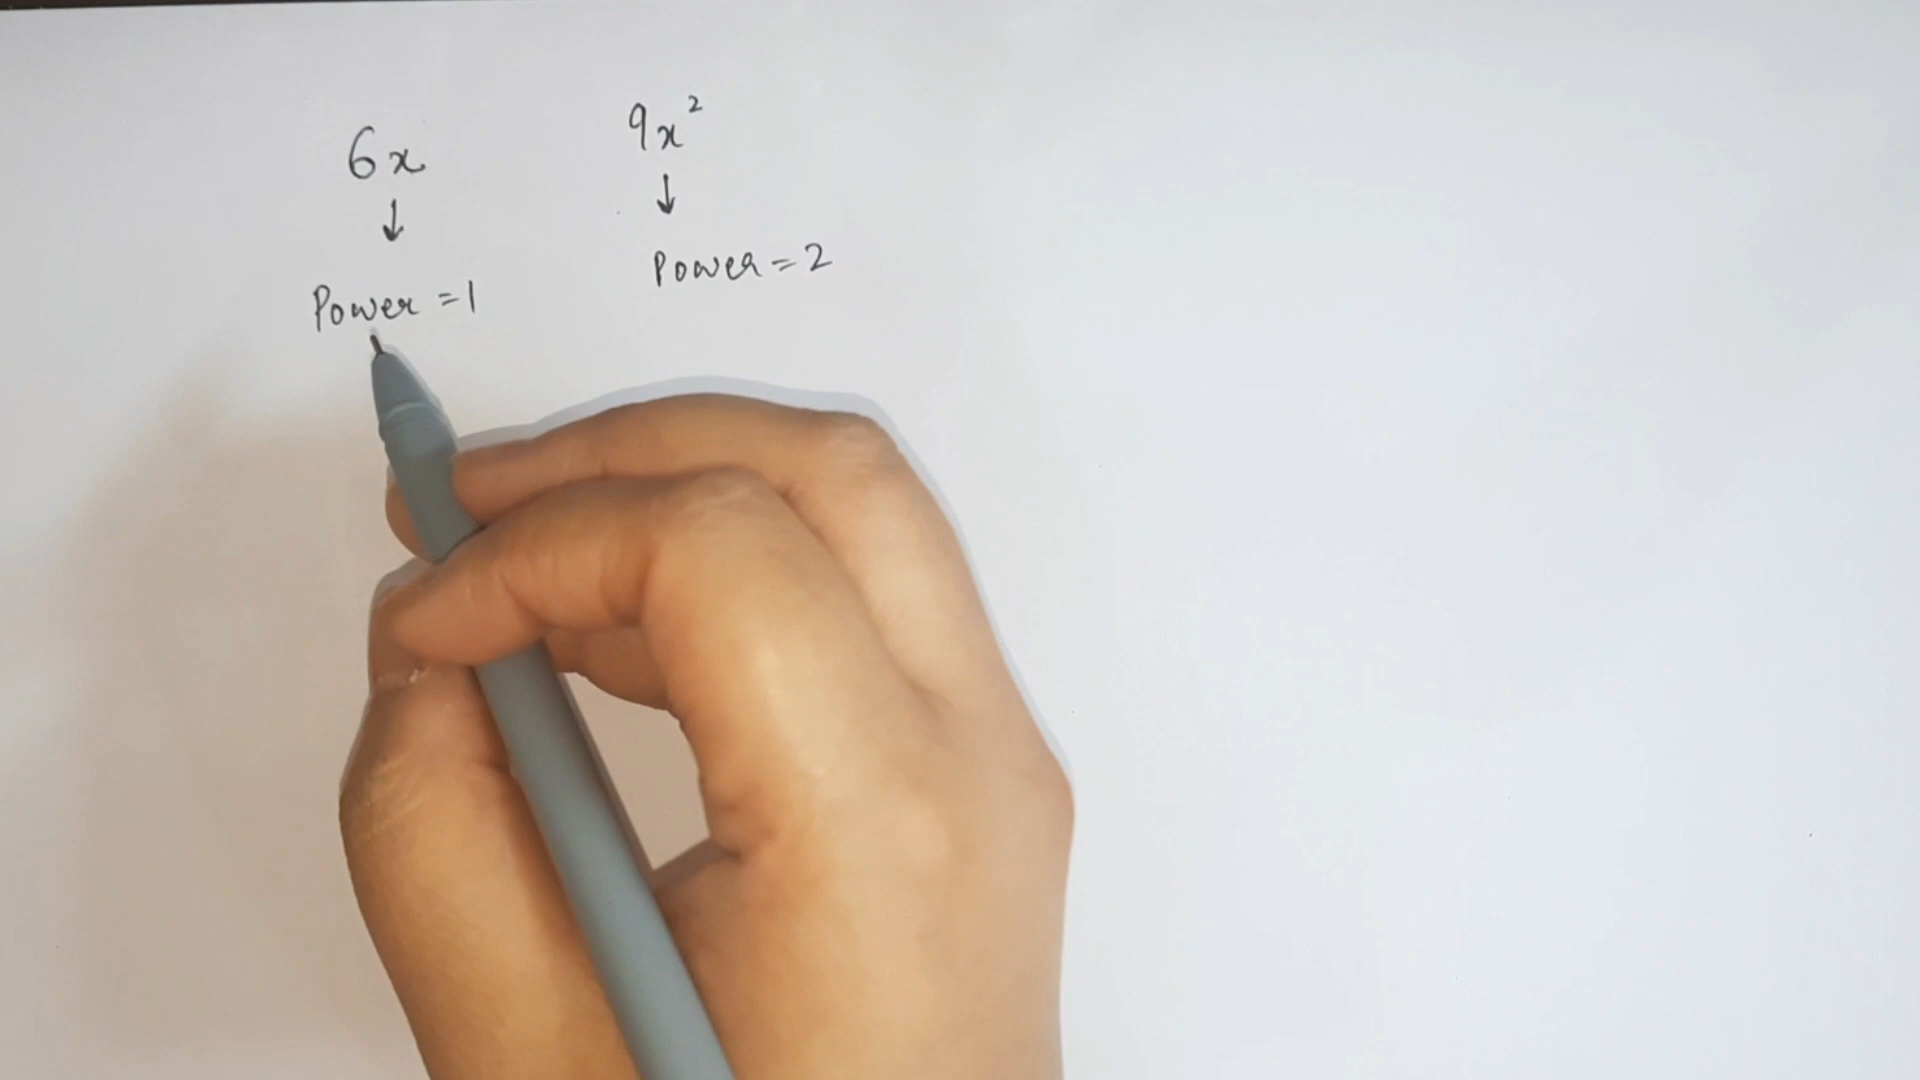 6x
↓
Power = 1
9x²
↓
Power = 2